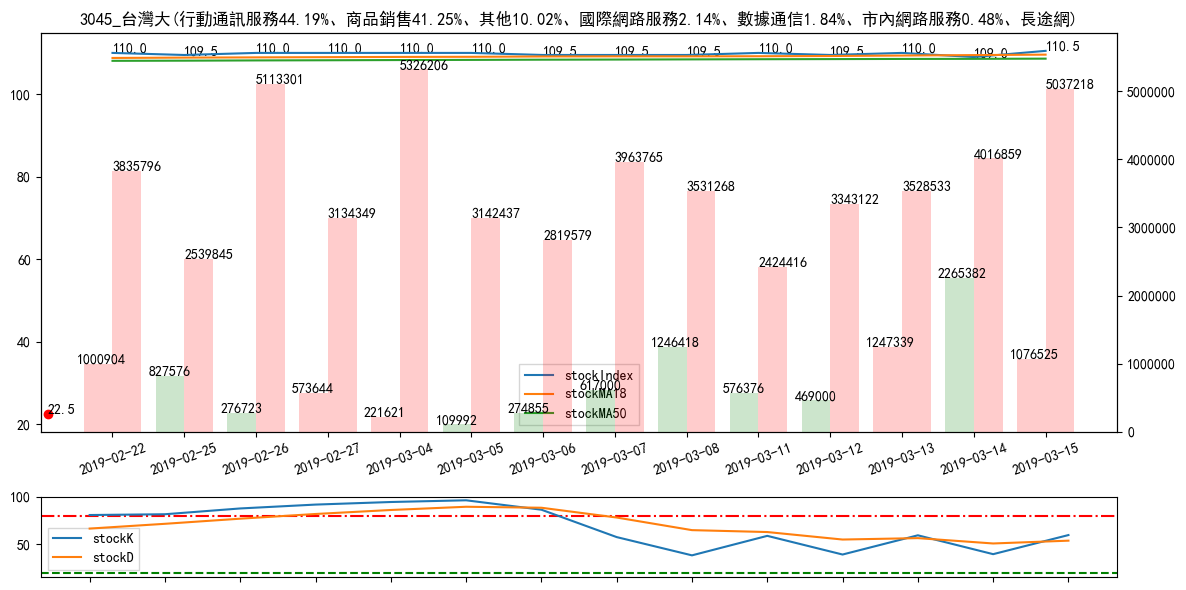 3045_台灣大(行動通訊服務44.19%、商品銷售41.25%、其他10.02%、國際網路服務2.14%、數據通信1.84%、市內網路服務0.48%、長途網)
110.0 109.5 110.0 110.0 110.0 110.0 109.5 109.5 109.5 110.0 109.5 110.0 109.0 110.5
100
80
60
40
20
5000000
4000000
3000000
2000000
1000000
0
3835796 2539845 5113301 3134349 5326206 3142437 2819579 3963765 3531268 2424416 3343122 3528533 4016859 5037218
1000904 827576 276723 573644 221621 109992 274855 617000 1246418 576376 469000 1247339 2265382 1076525
22.5
stockIndex
stockMA18
stockMA50
2019-02-22 2019-02-25 2019-02-26 2019-02-27 2019-03-04 2019-03-05 2019-03-06 2019-03-07 2019-03-08 2019-03-11 2019-03-12 2019-03-13 2019-03-14 2019-03-15
100
50
stockK
stockD